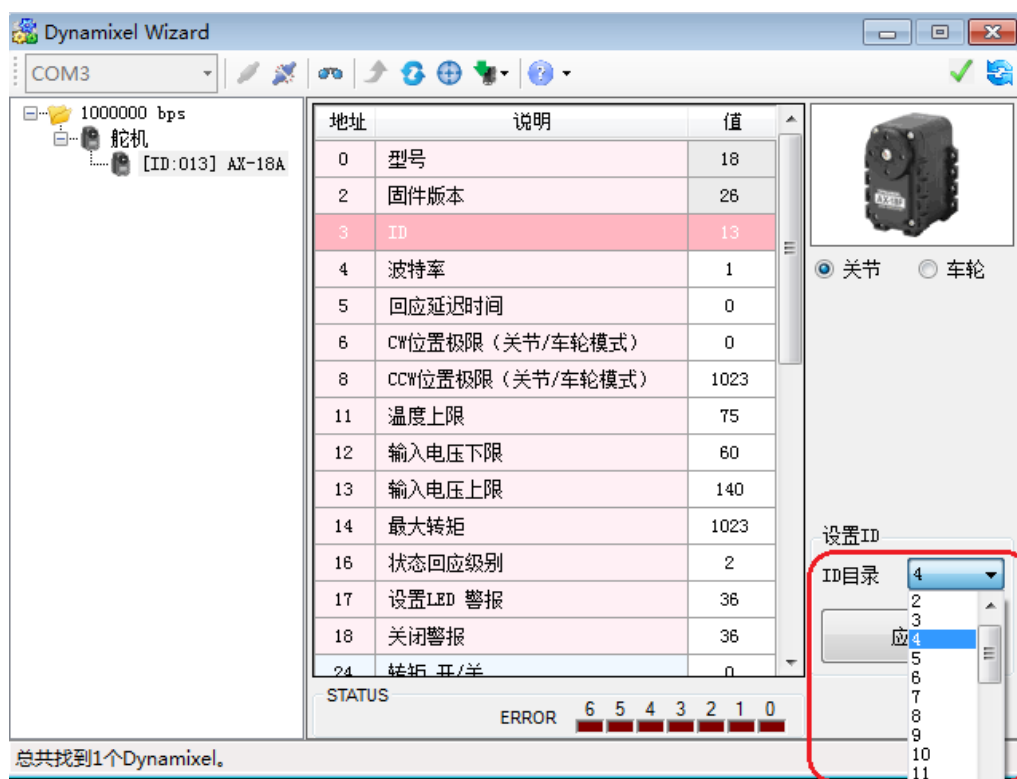 Dynamixel Wizard
COM3
1000000 bps
舵机
[ID:013] AX-18A
地址 说明 值
0 型号 18
2 固件版本 26
3 ID 13
4 波特率 1
5 回应延迟时间 0
6 CW位置极限（关节/车轮模式） 0
8 CCW位置极限（关节/车轮模式） 1023
11 温度上限 75
12 输入电压下限 60
13 输入电压上限 140
14 最大转矩 1023
16 状态回应级别 2
17 设置LED 警报 36
18 关闭警报 36
24 转矩 开/关 0
STATUS
ERROR 6 5 4 3 2 1 0
关节 车轮
设置ID
ID目录 4
应
2
3
4
5
6
7
8
9
10
11
总共找到1个Dynamixel。